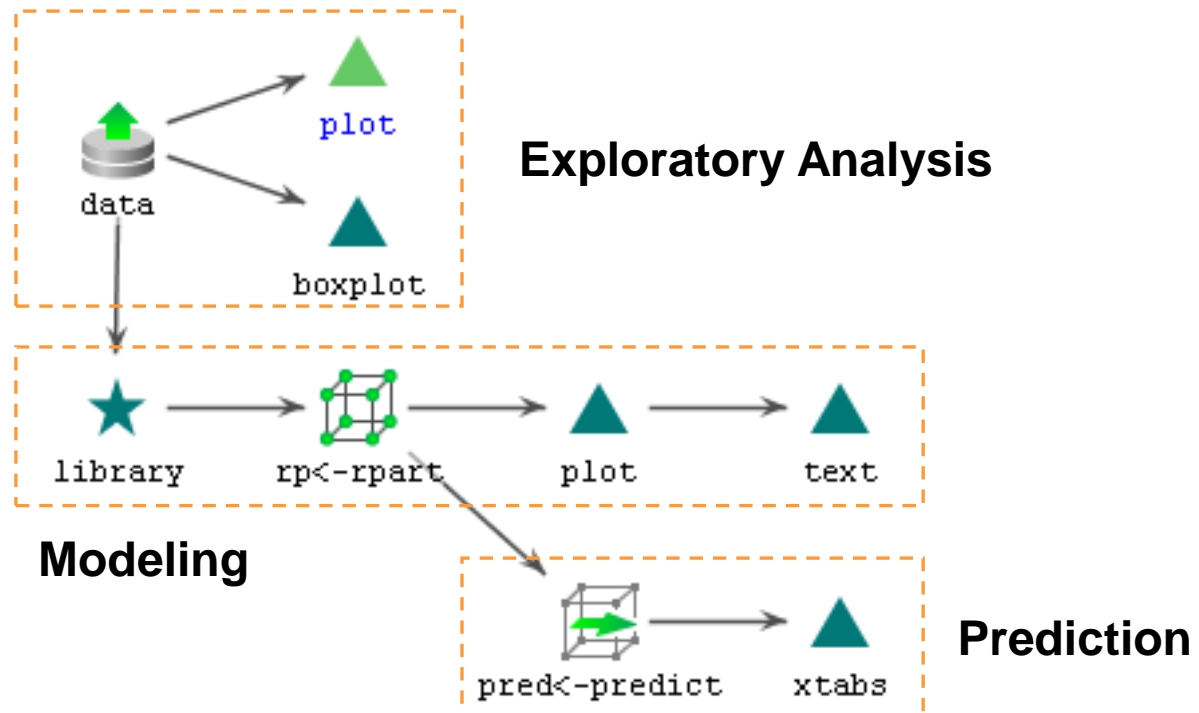 plot
Exploratory Analysis
data
boxplot
library
rp<-rpart
plot
text
Modeling
Prediction
pred<-predict
xtabs